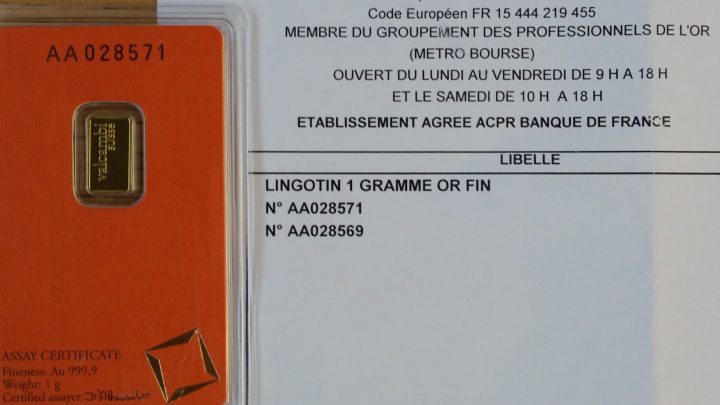 AA028571
valcambi
suisse
ASSAY CERTIFICATE
Fineness: Au 999,9
Weight: 1 g
Certified assayer:
Code Européen FR 15 444 219 455
MEMBRE DU GROUPEMENT DES PROFESSIONNELS DE L'OR
(METRO BOURSE)
OUVERT DU LUNDI AU VENDREDI DE 9 H A 18 H
ET LE SAMEDI DE 10 H A 18 H
ETABLISSEMENT AGREE ACPR BANQUE DE FRANCE
LIBELLE
LINGOTIN 1 GRAMME OR FIN
N° AA028571
N° AA028569